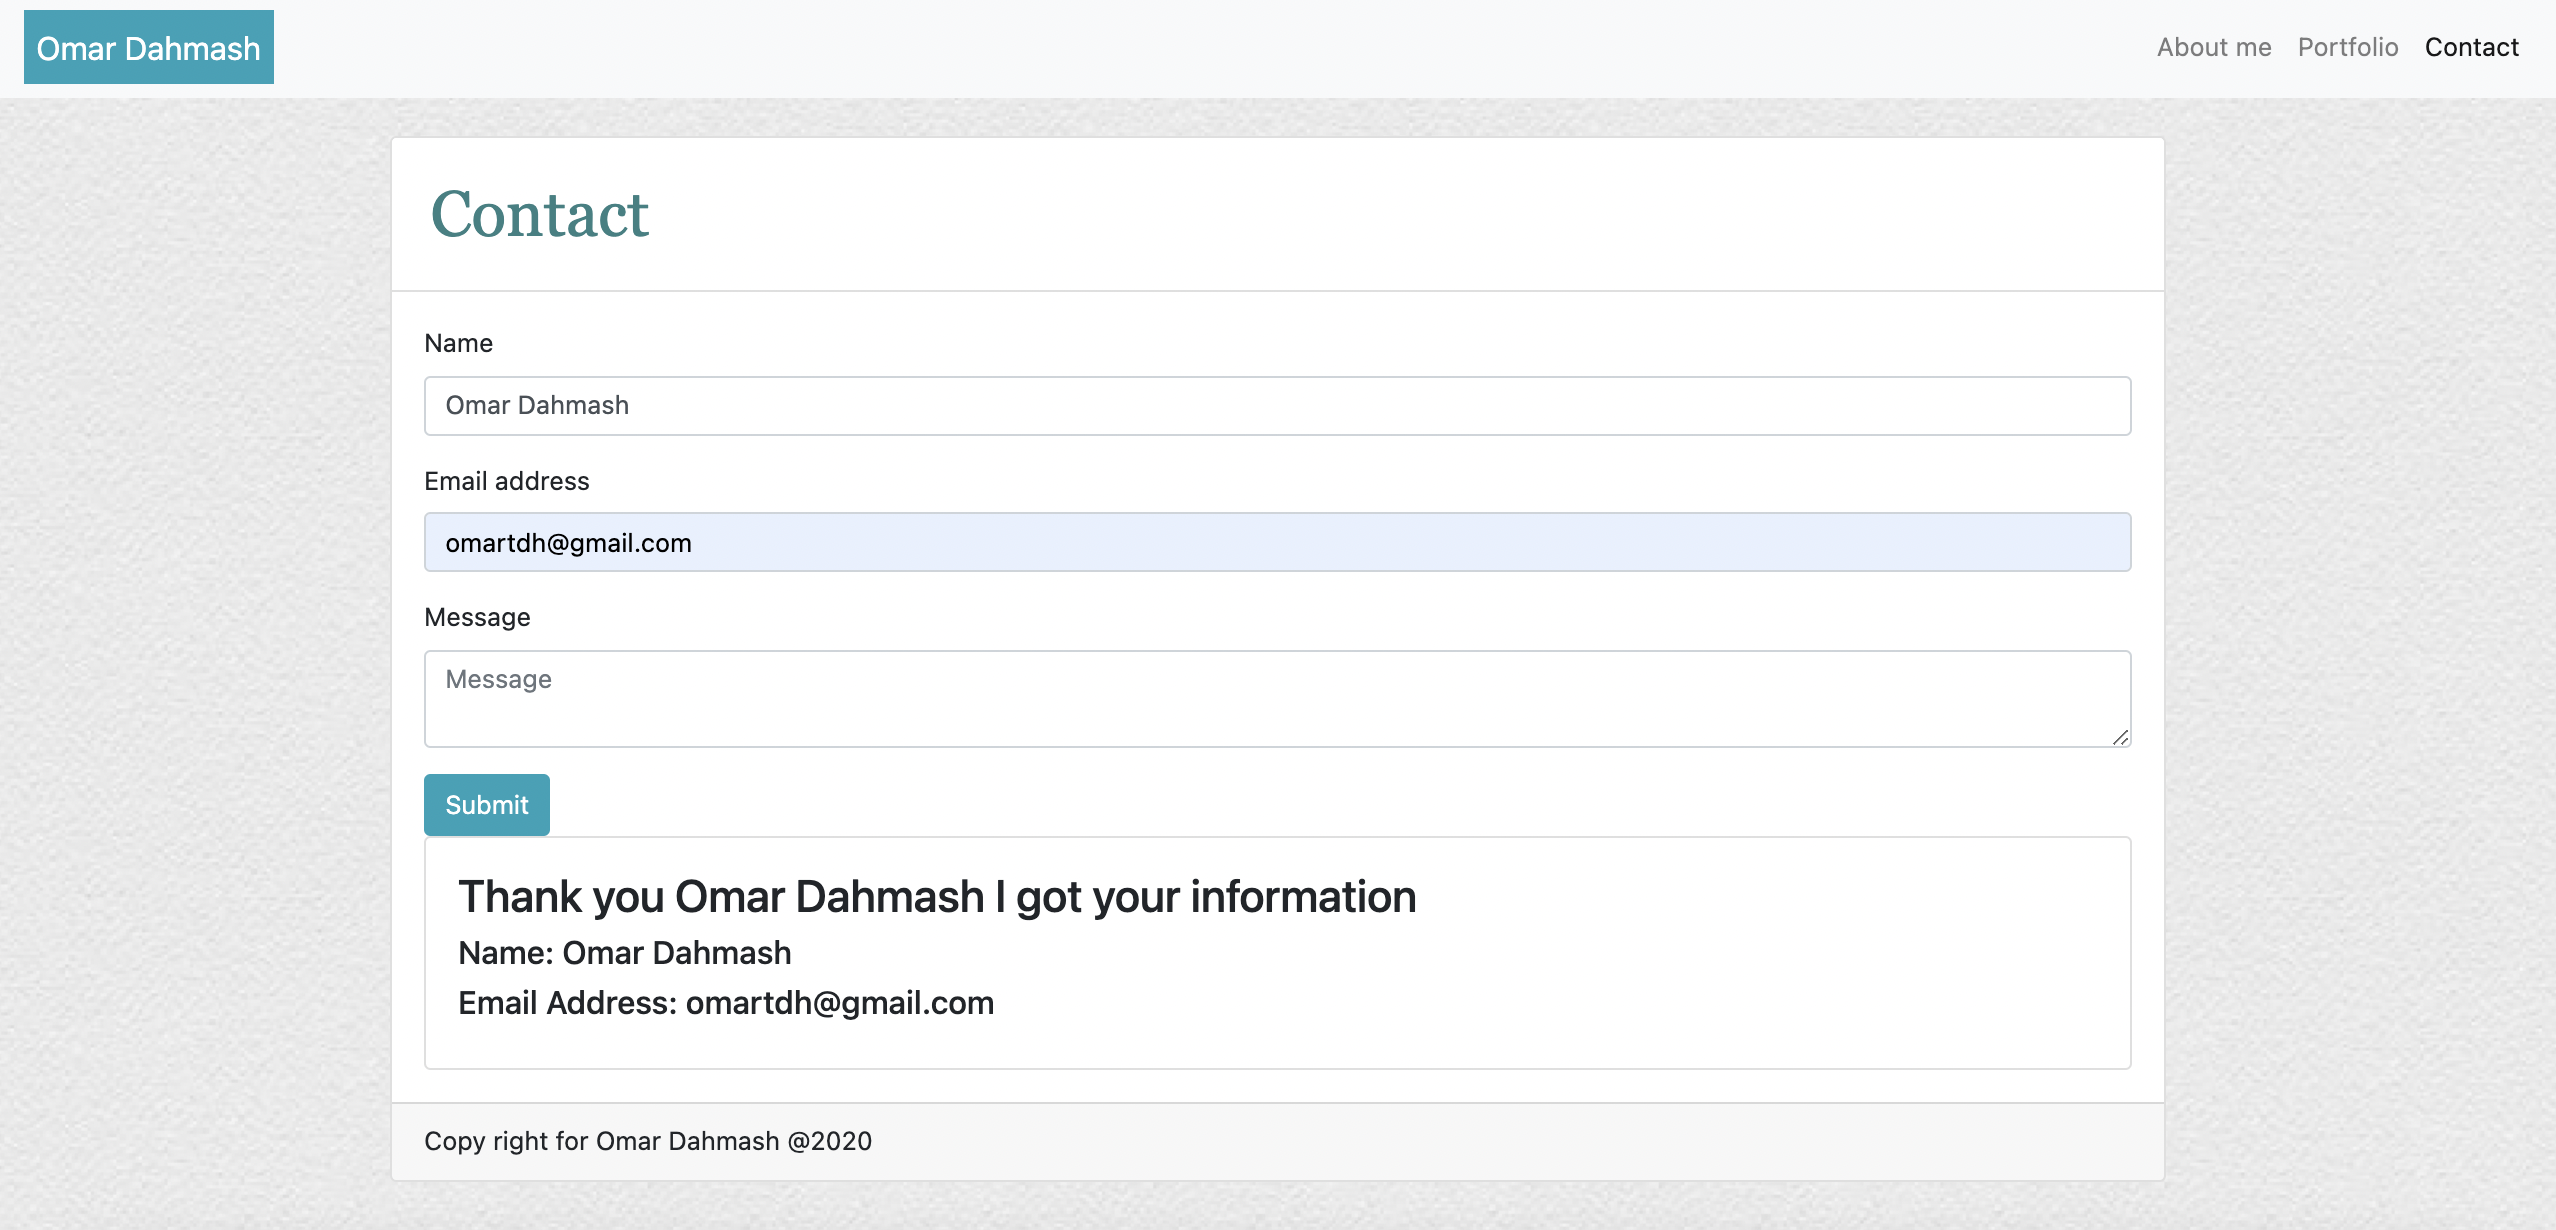 Omar Dahmash
About me Portfolio Contact
Contact
Name
Omar Dahmash
Email address
omartdh@gmail.com
Message
Message
Submit
Thank you Omar Dahmash I got your information
Name: Omar Dahmash
Email Address: omartdh@gmail.com
Copy right for Omar Dahmash @2020